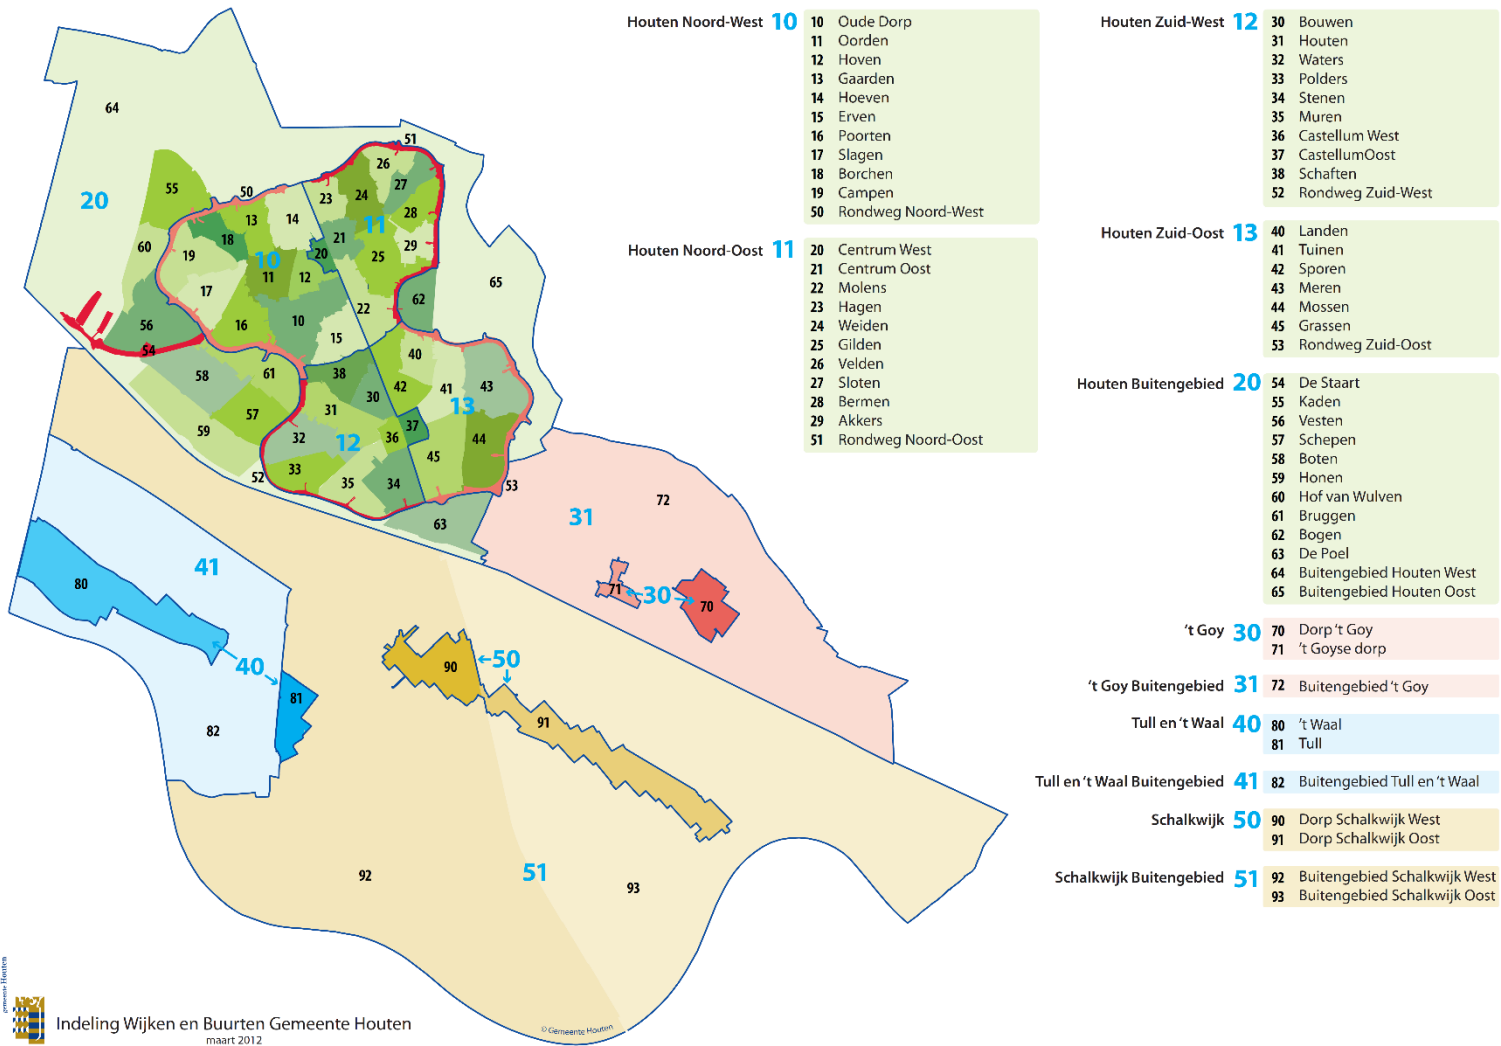 Houten Noord-West 10
10 Oude Dorp
11 Oorden
12 Hoven
13 Gaarden
14 Hoeven
15 Erven
16 Poorten
17 Slagen
18 Borchen
19 Campen
50 Rondweg Noord-West
Houten Noord-Oost 11
20 Centrum West
21 Centrum Oost
22 Molens
23 Hagen
24 Weiden
25 Gilden
26 Velden
27 Sloten
28 Bermen
29 Akkers
51 Rondweg Noord-Oost
Houten Zuid-West 12
30 Bouwen
31 Houten
32 Waters
33 Polders
34 Stenen
35 Muren
36 Castellum West
37 CastellumOost
38 Schaften
52 Rondweg Zuid-West
Houten Zuid-Oost 13
40 Landen
41 Tuinen
42 Sporen
43 Meren
44 Mossen
45 Grassen
53 Rondweg Zuid-Oost
Houten Buitengebied 20
54 De Staart
55 Kaden
56 Vesten
57 Schepen
58 Boten
59 Honen
60 Hof van Wulven
61 Bruggen
62 Bogen
63 De Poel
64 Buitengebied Houten West
65 Buitengebied Houten Oost
't Goy 30
70 Dorp 't Goy
71 't Goyse dorp
't Goy Buitengebied 31
72 Buitengebied 't Goy
Tull en 't Waal 40
80 't Waal
81 Tull
Tull en 't Waal Buitengebied 41
82 Buitengebied Tull en 't Waal
Schalkwijk 50
90 Dorp Schalkwijk West
91 Dorp Schalkwijk Oost
Schalkwijk Buitengebied 51
92 Buitengebied Schalkwijk West
93 Buitengebied Schalkwijk Oost
64
51
26
55
50
23
24
27
20
13
14
28
11
18
21
29
60
19
10
20
25
11
12
65
17
62
22
56
16
10
15
54
40
58
61
38
43
42
41
30
57
31
13
59
32
12
36
37
44
33
45
52
35
34
53
72
31
63
41
80
71
30
70
40
90
50
81
91
82
92
51
93
gemeente Houten
Indeling Wijken en Buurten Gemeente Houten
maart 2012
© Gemeente Houten